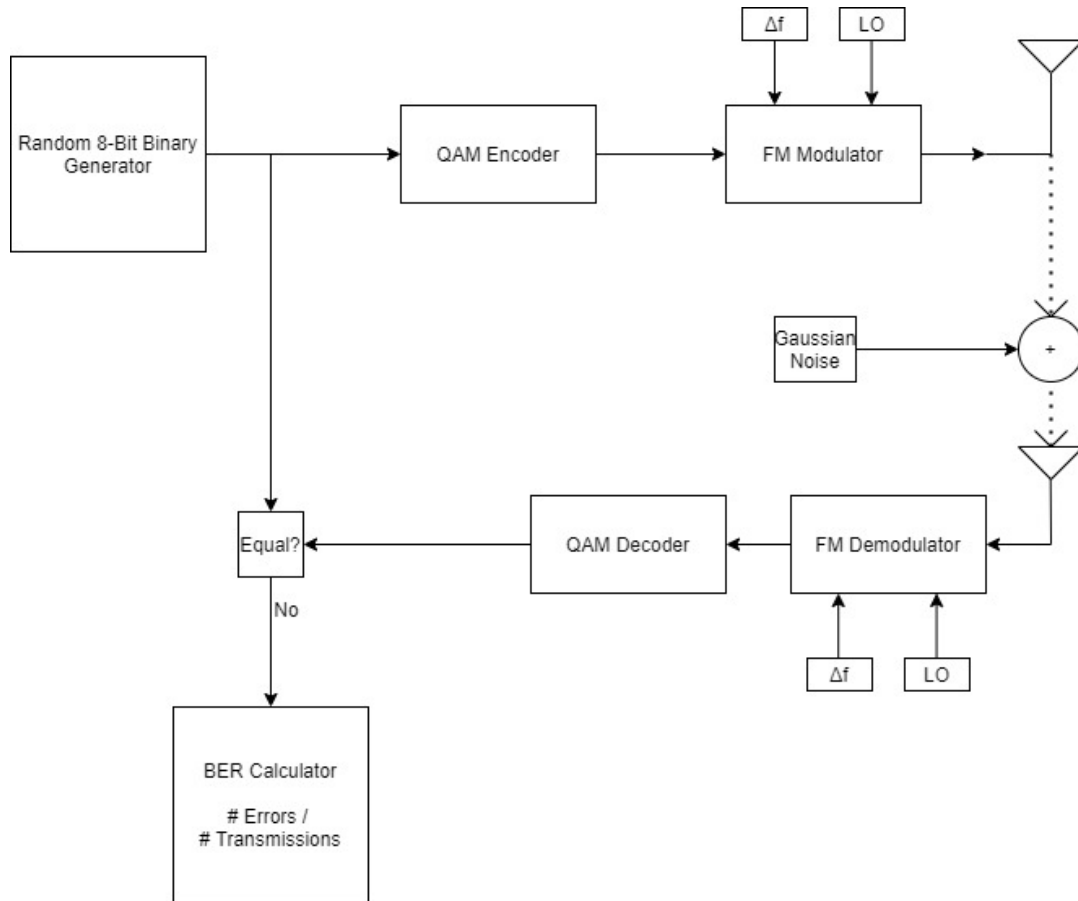 Δf
LO
Random 8-Bit Binary
Generator
QAM Encoder
FM Modulator
Gaussian
Noise
+
Equal?
QAM Decoder
FM Demodulator
No
Δf
LO
BER Calculator
# Errors /
# Transmissions